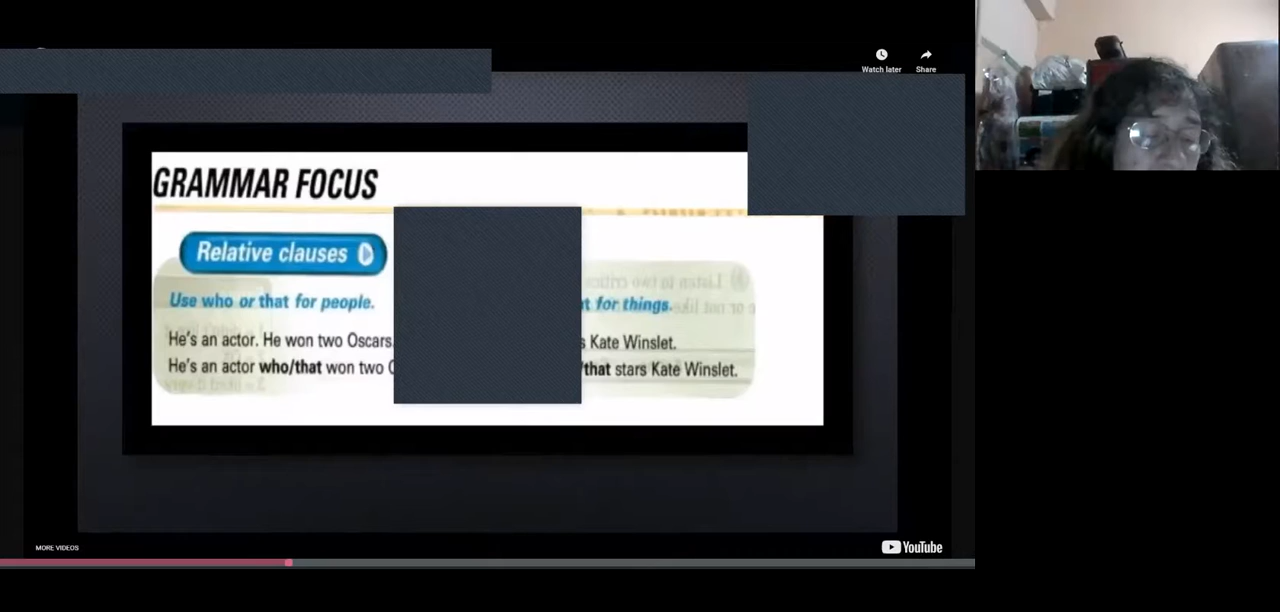 Watch later Share
GRAMMAR FOCUS
Relative clauses
Use who or that for people.
for things.
He's an actor. He won two Oscars.
Kate Winslet.
He's an actor who/that won two
that stars Kate Winslet.
MORE VIDEOS
YouTube